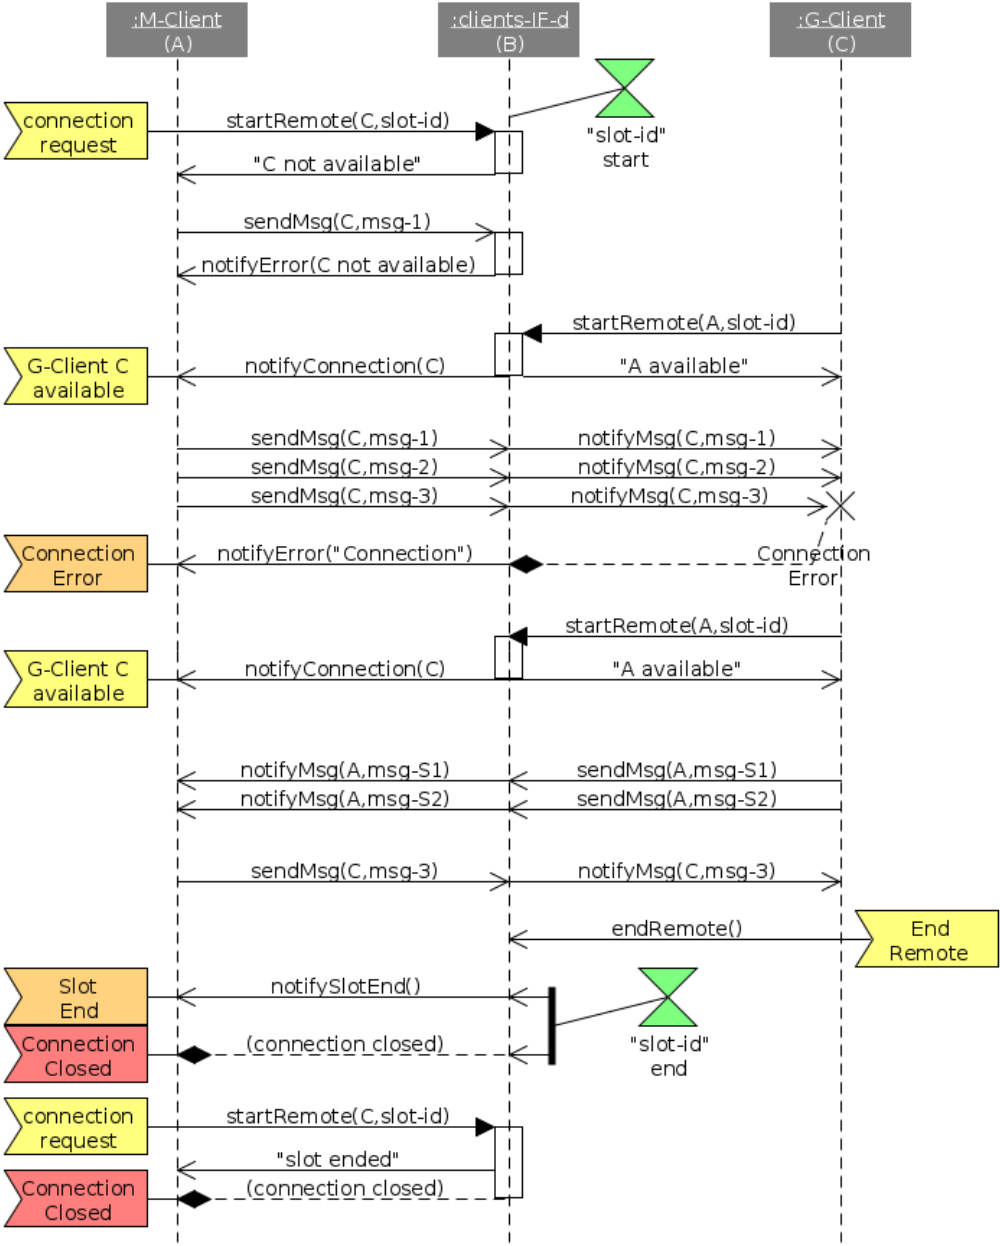 :M-Client
(A)
:clients-IF-d
(B)
:G-Client
(C)
connection
request
startRemote(C,slot-id)
"slot-id"
start
"C not available"
sendMsg(C,msg-1)
notifyError(C not available)
startRemote(A,slot-id)
G-Client C
available
notifyConnection(C)
"A available"
sendMsg(C,msg-1)
notifyMsg(C,msg-1)
sendMsg(C,msg-2)
notifyMsg(C,msg-2)
sendMsg(C,msg-3)
notifyMsg(C,msg-3)
Connection
Error
notifyError("Connection")
Connection
Error
startRemote(A,slot-id)
G-Client C
available
notifyConnection(C)
"A available"
notifyMsg(A,msg-S1)
sendMsg(A,msg-S1)
notifyMsg(A,msg-S2)
sendMsg(A,msg-S2)
sendMsg(C,msg-3)
notifyMsg(C,msg-3)
endRemote()
End
Remote
Slot
End
notifySlotEnd()
Connection
Closed
(connection closed)
"slot-id"
end
connection
request
startRemote(C,slot-id)
"slot ended"
Connection
Closed
(connection closed)